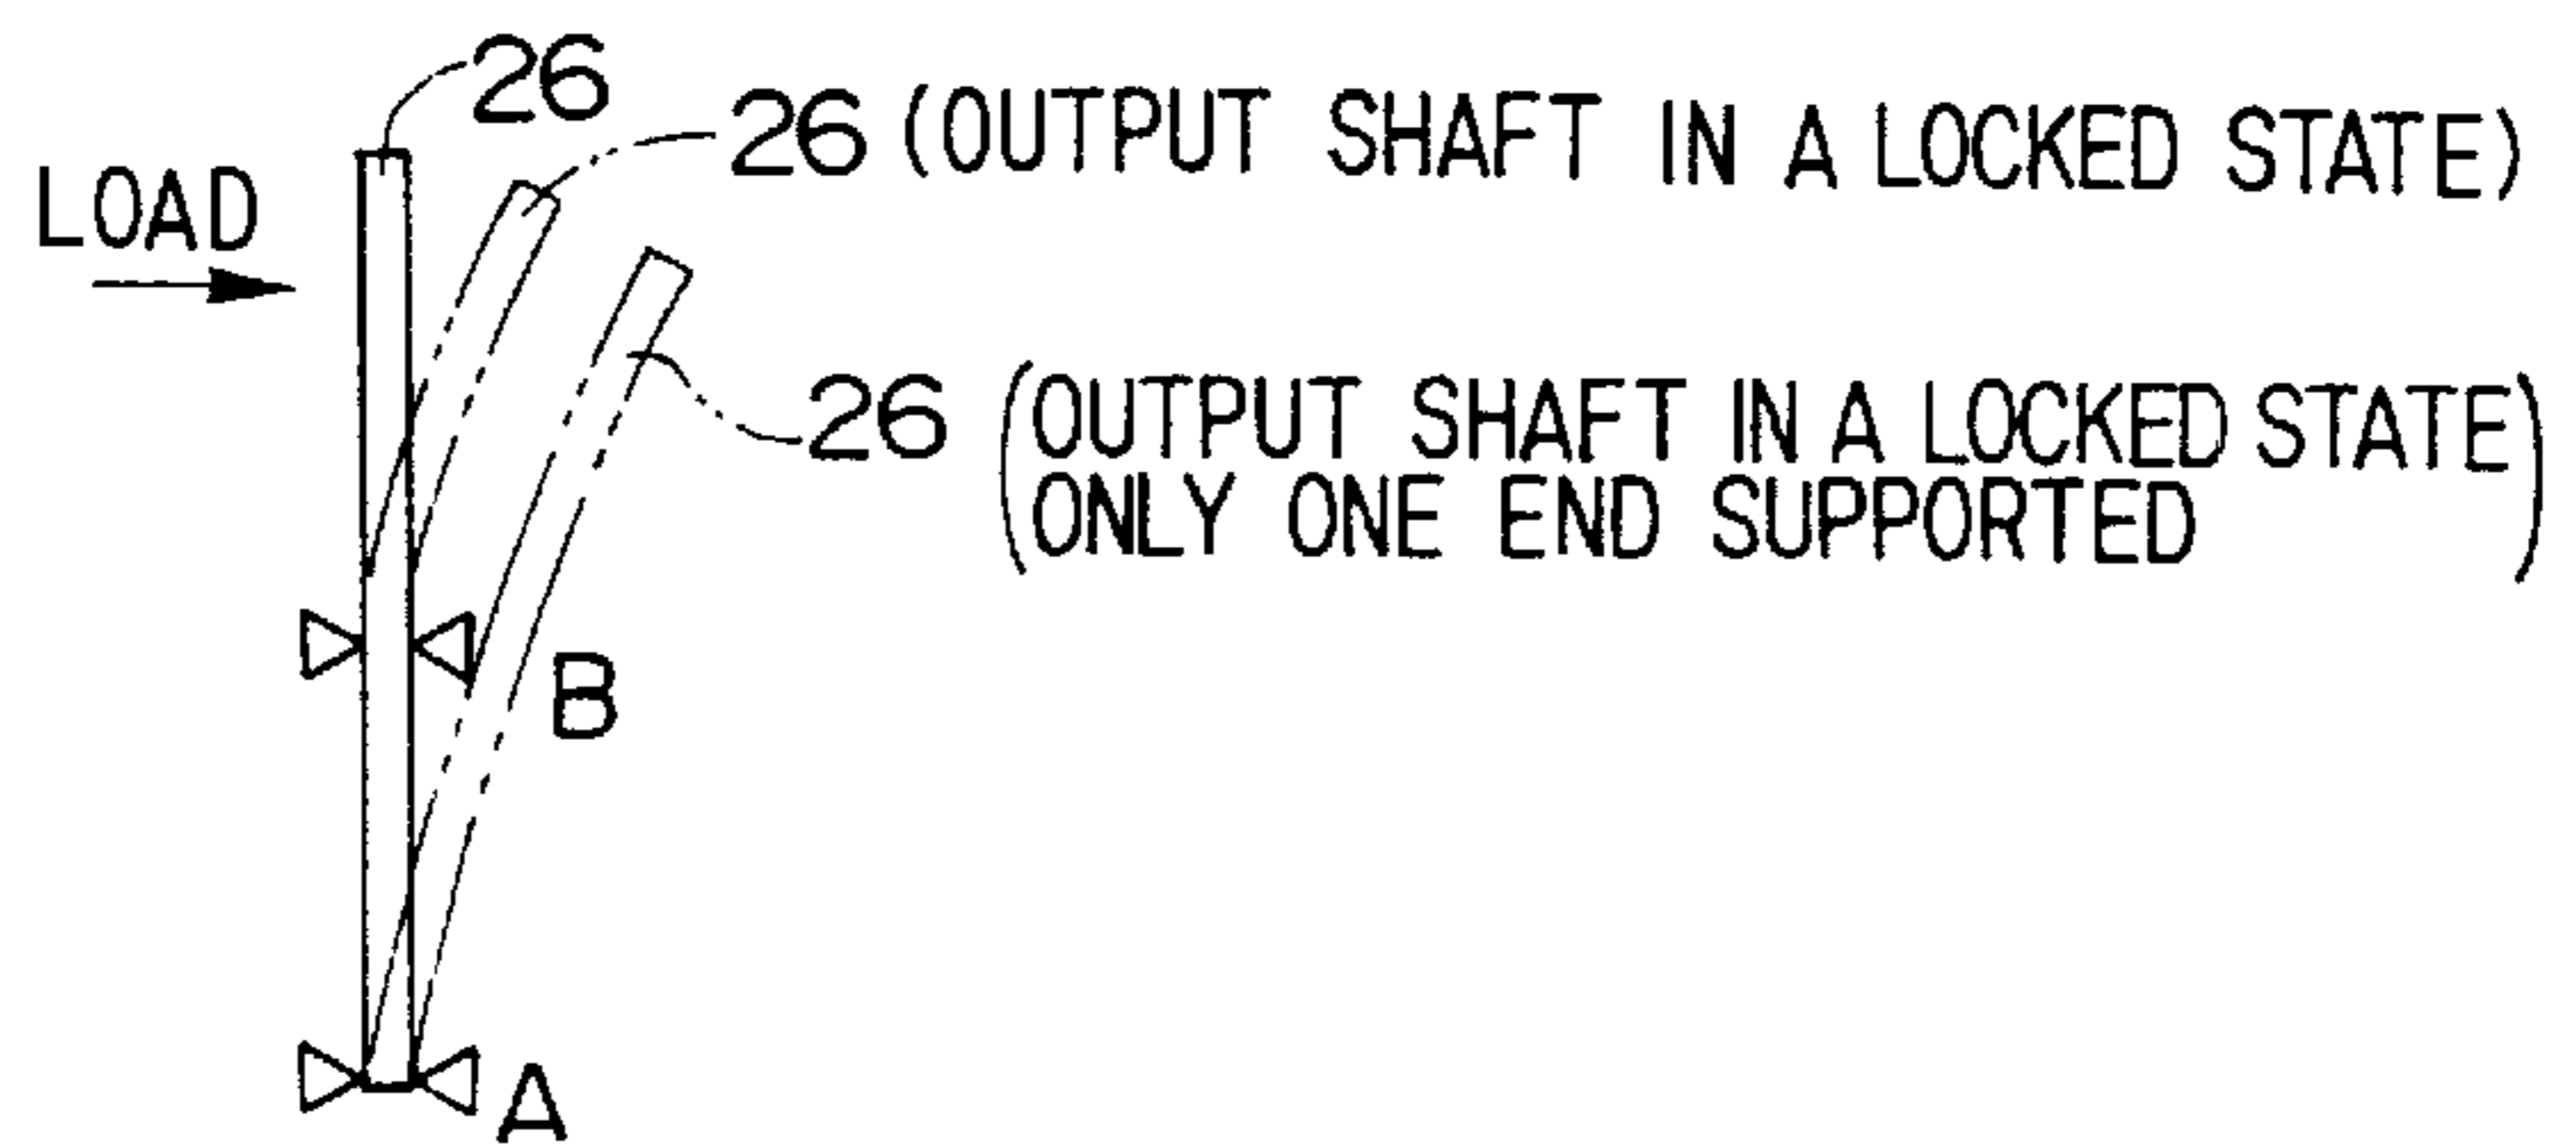 26
26 (OUTPUT SHAFT IN A LOCKED STATE)
LOAD
26 (OUTPUT SHAFT IN A LOCKED STATE
ONLY ONE END SUPPORTED)
B
A